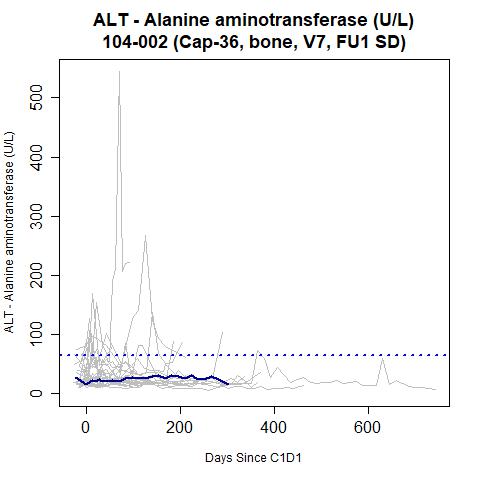 ALT - Alanine aminotransferase (U/L)
104-002 (Cap-36, bone, V7, FU1 SD)
ALT - Alanine aminotransferase (U/L)
500
400
300
200
100
0
0
200
400
600
Days Since C1D1